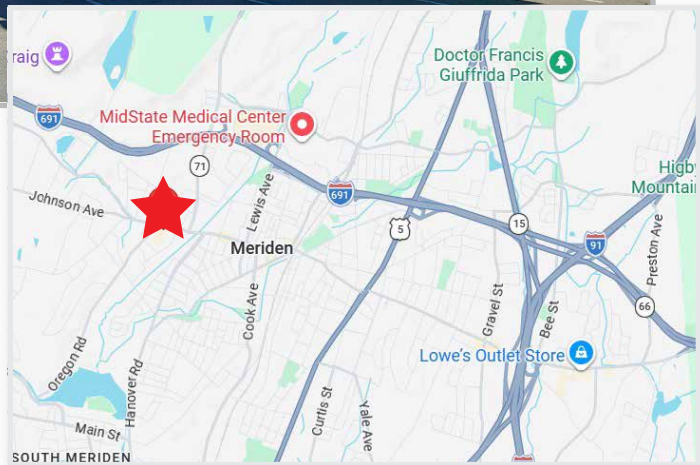 raig
Doctor Francis
Giuffrida Park
691
MidState Medical Center
Emergency Room
71
Higby
Mountai
Johnson Ave
Lewis Ave
691
5
15
91
Preston Ave
Meriden
Cook Ave
Gravel St
Bee St
66
Lowe's Outlet Store
Oregon Rd
Hanover Rd
Curtis St
Yale Ave
Main St
SOUTH MERIDEN